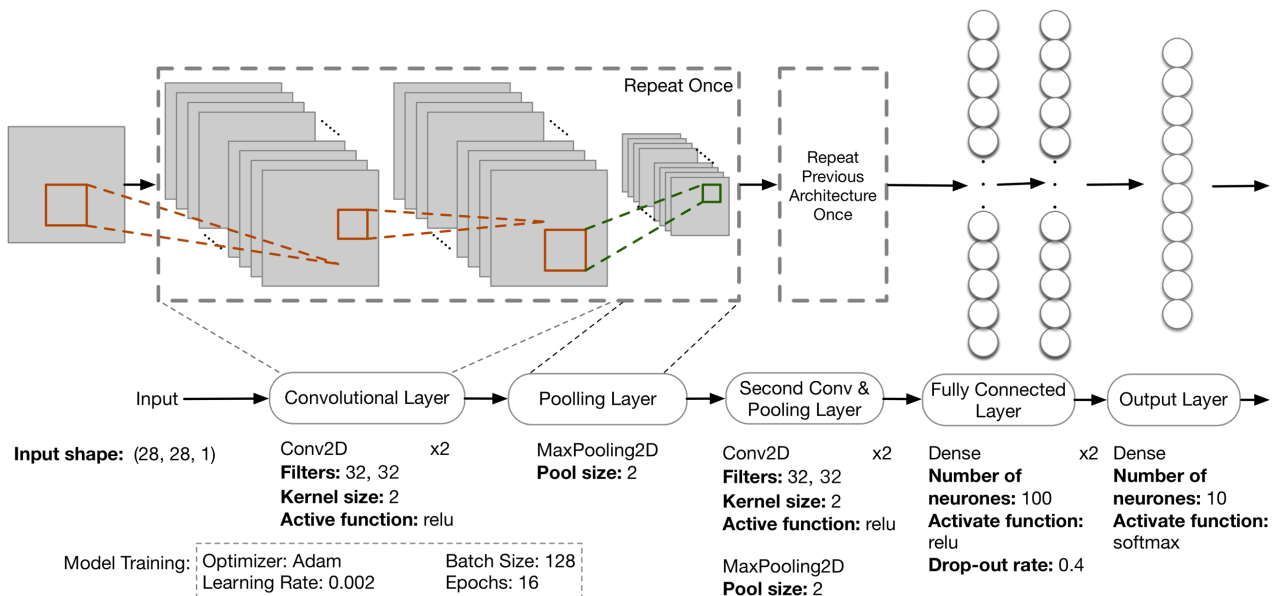 Repeat Once
Repeat
Previous
Architecture
Once
Input
Convolutional Layer
Poolling Layer
Second Conv &
Pooling Layer
Fully Connected
Layer
Output Layer
Input shape: (28, 28, 1)
Conv2D x2
Filters: 32, 32
Kernel size: 2
Active function: relu
MaxPooling2D
Pool size: 2
Conv2D x2
Filters: 32, 32
Kernel size: 2
Active function: relu
MaxPooling2D
Pool size: 2
Dense x2
Number of
neurones: 100
Activate function:
relu
Drop-out rate: 0.4
Dense
Number of
neurones: 10
Activate function:
softmax
Model Training:
Optimizer: Adam
Learning Rate: 0.002
Batch Size: 128
Epochs: 16